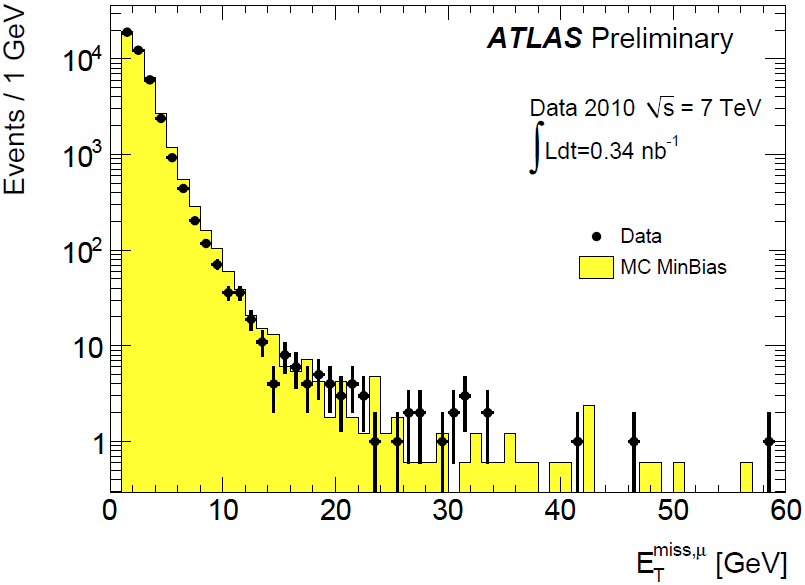 Events / 1 GeV
10⁴
10³
10²
10
1
ATLAS Preliminary
Data 2010 √s = 7 TeV
∫Ldt=0.34 nb⁻¹
Data
MC MinBias
0 10 20 30 40 50 60
E_T^{miss,μ} [GeV]